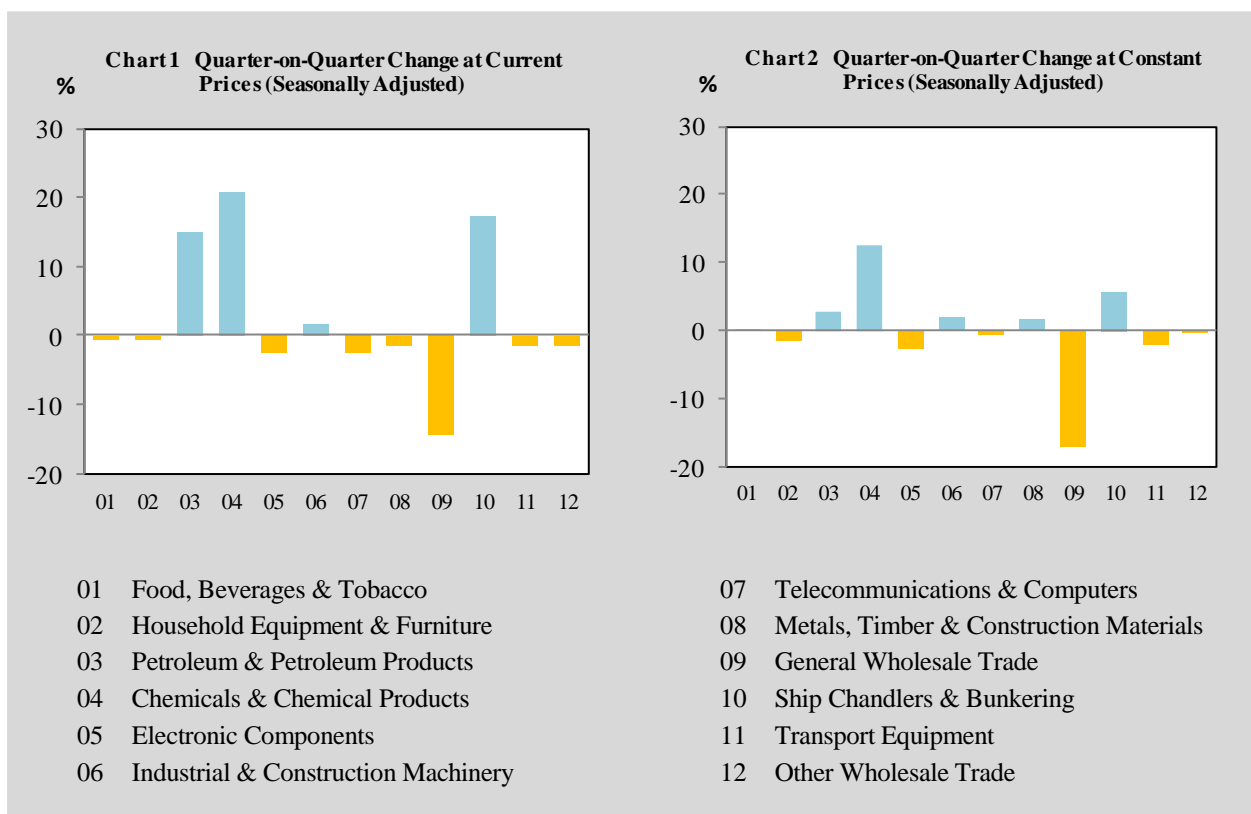 Chart 1 Quarter-on-Quarter Change at Current
Prices (Seasonally Adjusted)
%
30
20
10
0
-10
-20
01 02 03 04 05 06 07 08 09 10 11 12
Chart 2 Quarter-on-Quarter Change at Constant
Prices (Seasonally Adjusted)
%
30
20
10
0
-10
-20
01 02 03 04 05 06 07 08 09 10 11 12
01 Food, Beverages & Tobacco
02 Household Equipment & Furniture
03 Petroleum & Petroleum Products
04 Chemicals & Chemical Products
05 Electronic Components
06 Industrial & Construction Machinery
07 Telecommunications & Computers
08 Metals, Timber & Construction Materials
09 General Wholesale Trade
10 Ship Chandlers & Bunkering
11 Transport Equipment
12 Other Wholesale Trade